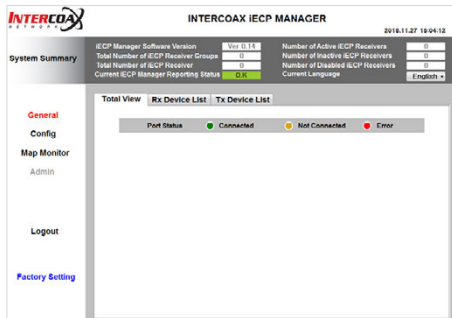 INTERCOAX
NETWORKS
INTERCOAX iECP MANAGER
2018.11.27 19:04:12
System Summary
iECP Manager Software Version Ver 0.14
Total Number of iECP Receiver Groups 0
Total Number of iECP Receiver 0
Current iECP Manager Reporting Status O.K
Number of Active iECP Receivers 0
Number of Inactive iECP Receivers 0
Number of Disabled iECP Receivers 0
Current Language English
Total View Rx Device List Tx Device List
Port Status Connected Not Connected Error
General
Config
Map Monitor
Admin
Logout
Factory Setting